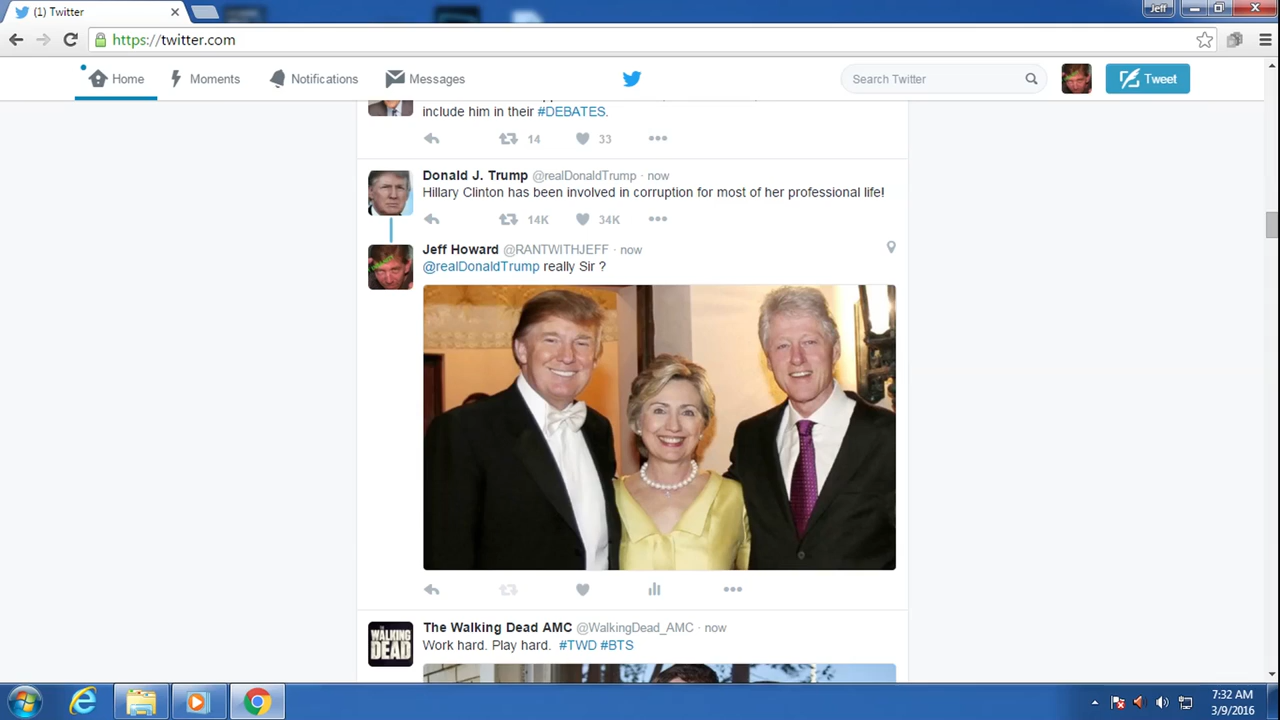 (1) Twitter
Jeff
https://twitter.com
Home
Moments
Notifications
Messages
Search Twitter
Tweet
include him in their #DEBATES.
14
33
Donald J. Trump @realDonaldTrump · now
Hillary Clinton has been involved in corruption for most of her professional life!
14K
34K
Jeff Howard @RANTWITHJEFF · now
@realDonaldTrump really Sir ?
The Walking Dead AMC @WalkingDead_AMC · now
THE
WALKING
DEAD
Work hard. Play hard. #TWD #BTS
7:32 AM
3/9/2016